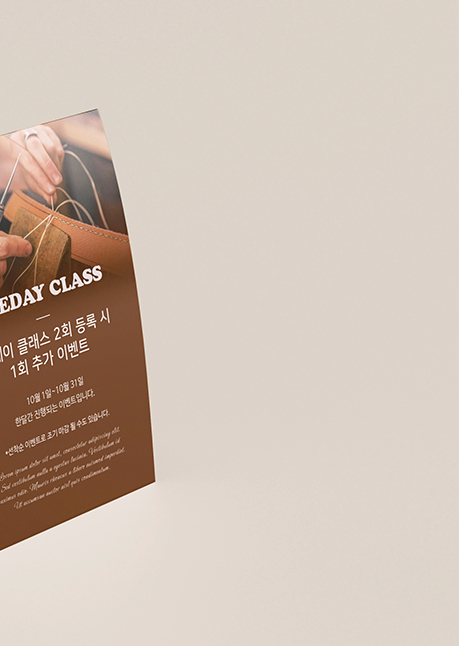 EDAY CLASS
데이 클래스 2회 등록 시
1회 추가 이벤트
10월 1일~10월 31일
한달간 진행되는 이벤트입니다.
*선착순 이벤트로 조기 마감 될 수도 있습니다.
Lorem ipsum dolor sit amet, consectetur adipiscing elit.
Sed vestibulum nulla a egestas lacinia. Vestibulum id
maximus odio. Mauris rhoncus a libero euismod imperdiet.
Ut accumsan auctor nisl quis condimentum